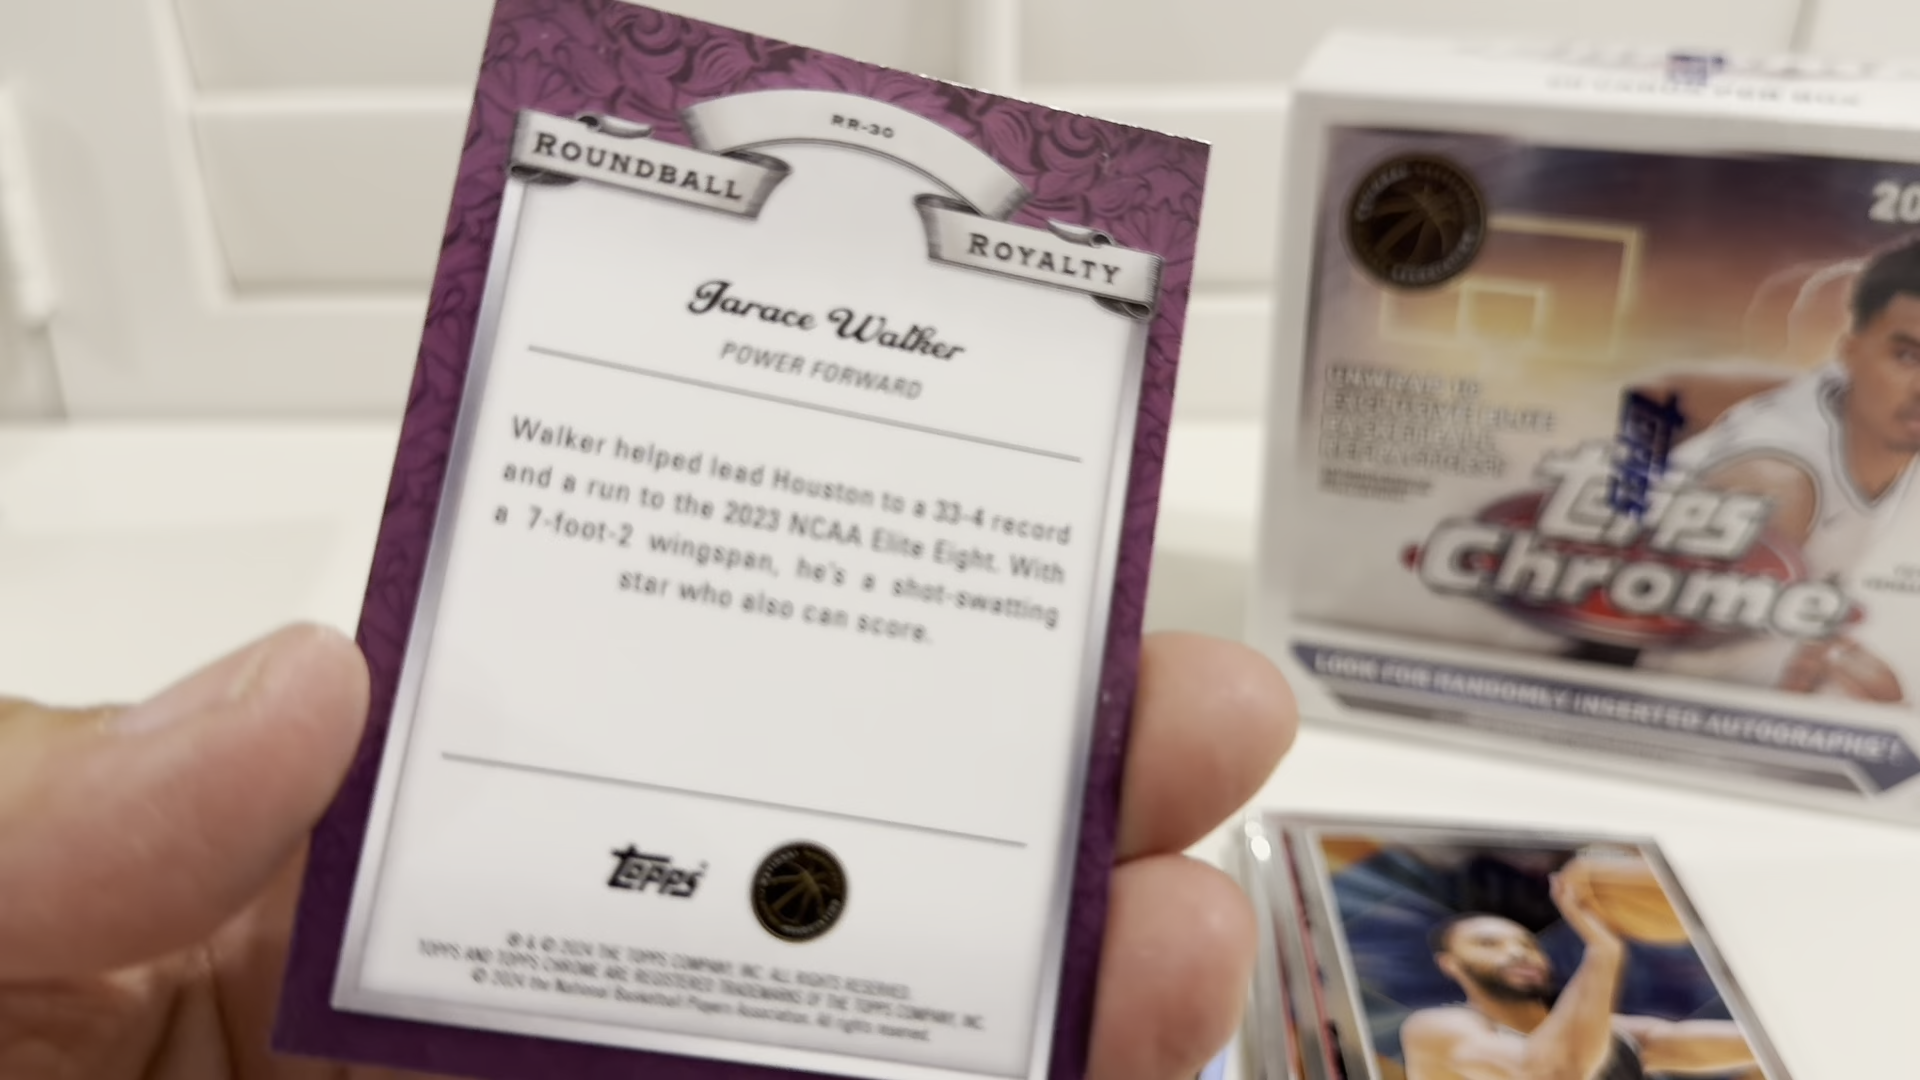 RR-30
ROUNDBALL
ROYALTY
Jarace Walker
POWER FORWARD
Walker helped lead Houston to a 33-4 record
and a run to the 2023 NCAA Elite Eight. With
a 7-foot-2 wingspan, he's a shot-swatting
star who also can score.
Topps
® & © 2024 THE TOPPS COMPANY, INC. ALL RIGHTS RESERVED.
TOPPS AND TOPPS CHROME ARE REGISTERED TRADEMARKS OF THE TOPPS COMPANY, INC.
© 2024 the National Basketball Players Association. All rights reserved.
20
Topps
Chrome
LOOK FOR RANDOMLY INSERTED AUTOGRAPHS!